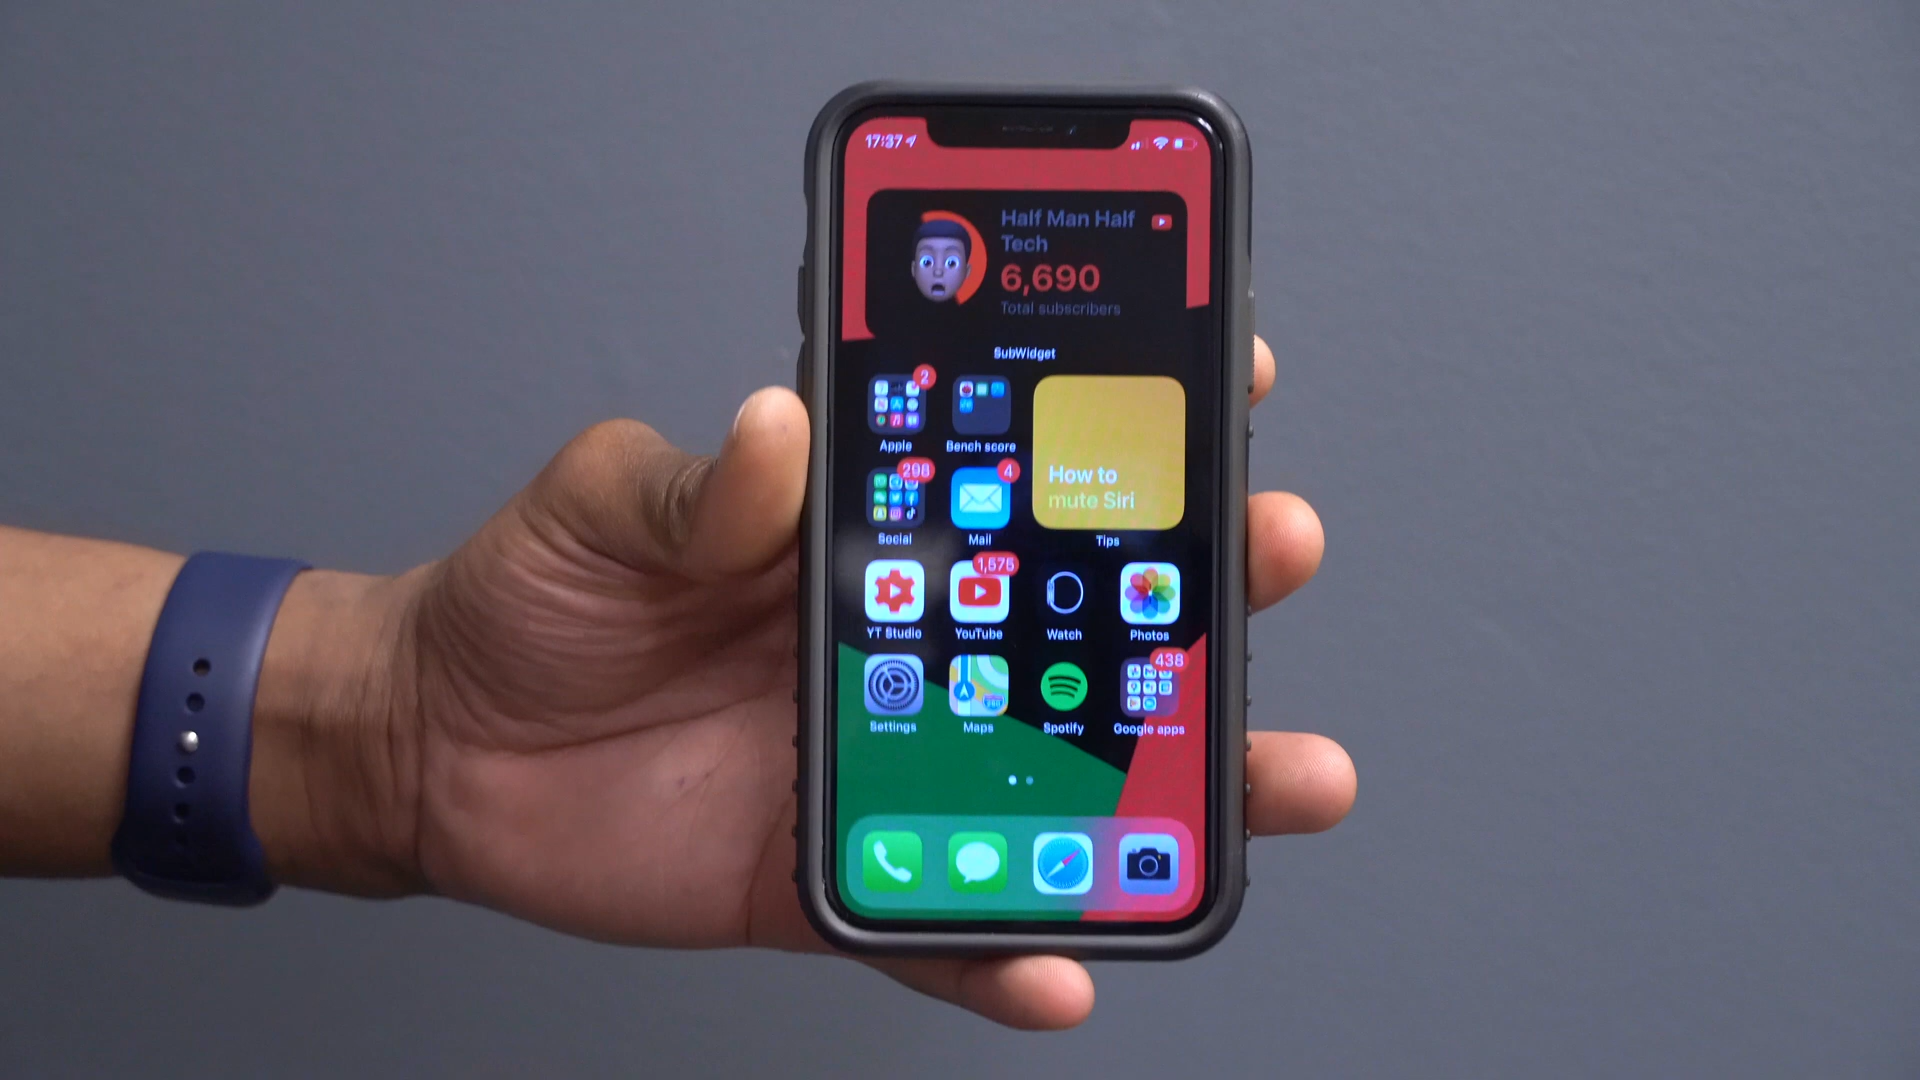 17:37
Half Man Half
Tech
6,690
Total subscribers
SubWidget
2
Apple
Bench score
How to
mute Siri
298
4
Social
Mail
Tips
1,575
YT Studio
YouTube
Watch
Photos
438
Settings
Maps
Spotify
Google apps